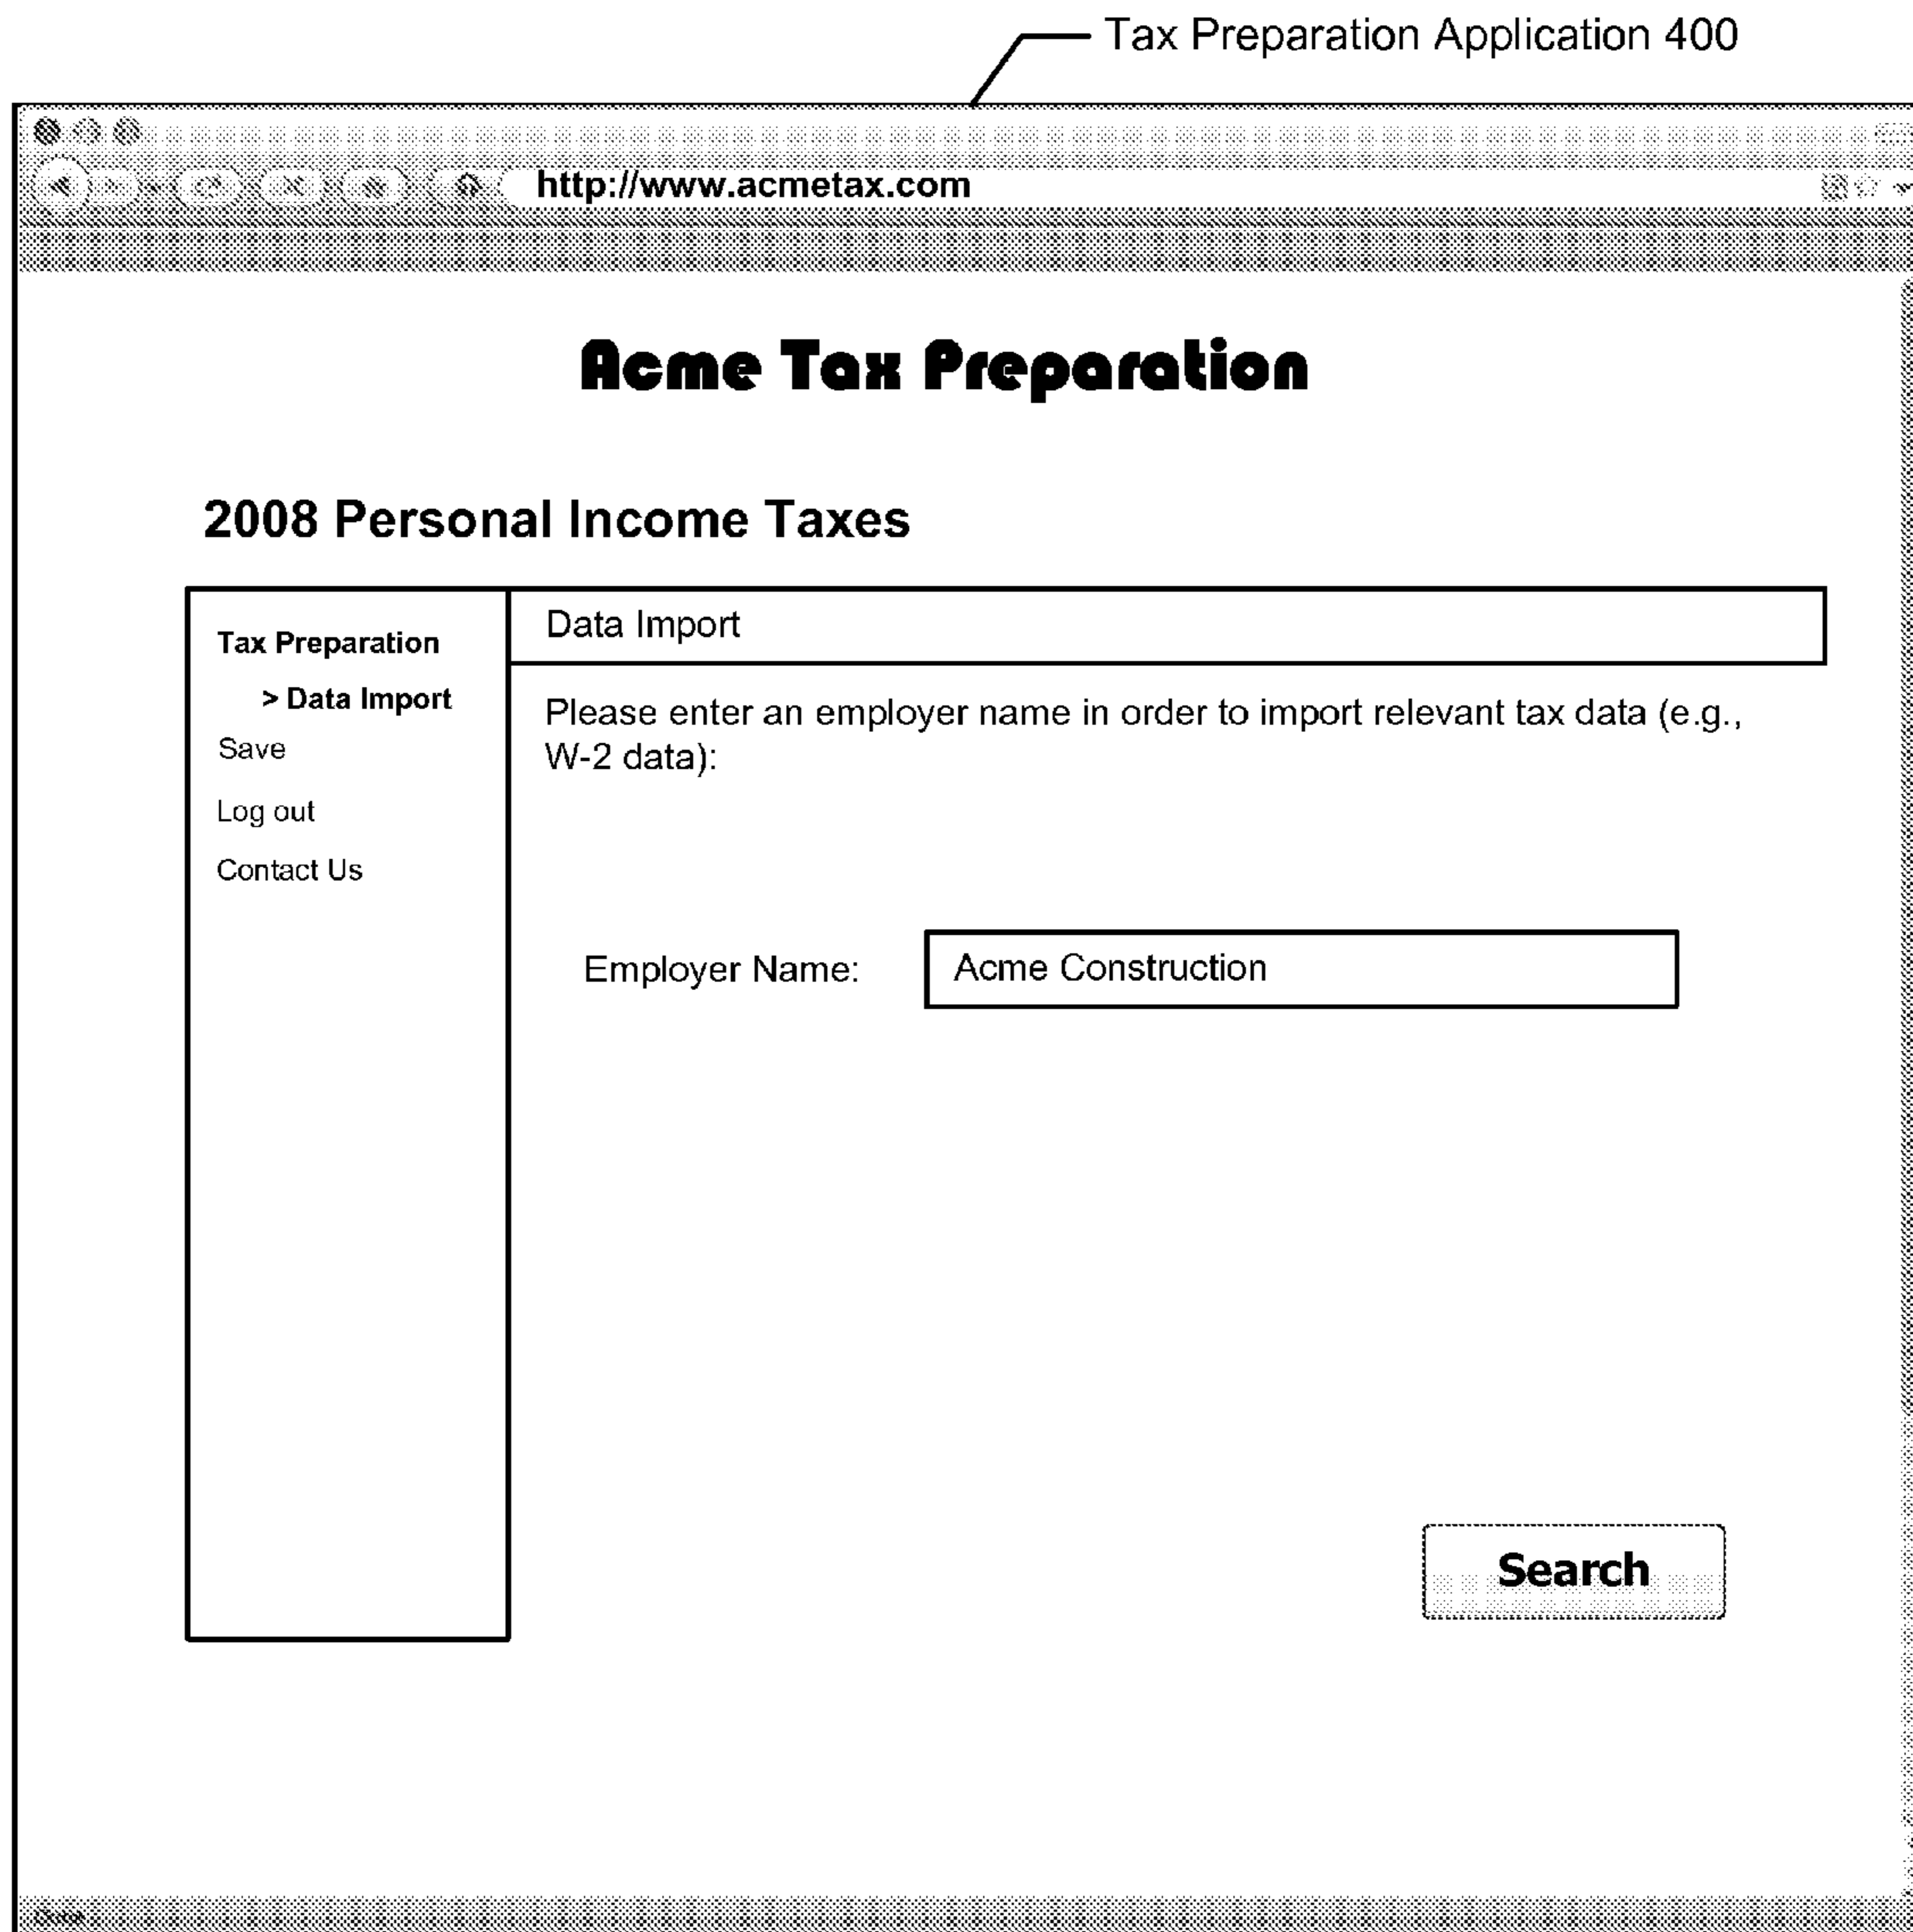 Tax Preparation Application 400
http://www.acmetax.com
Acme Tax Preparation
2008 Personal Income Taxes
Tax Preparation
> Data Import
Save
Log out
Contact Us
Data Import
Please enter an employer name in order to import relevant tax data (e.g.,
W-2 data):
Employer Name:
Acme Construction
Search